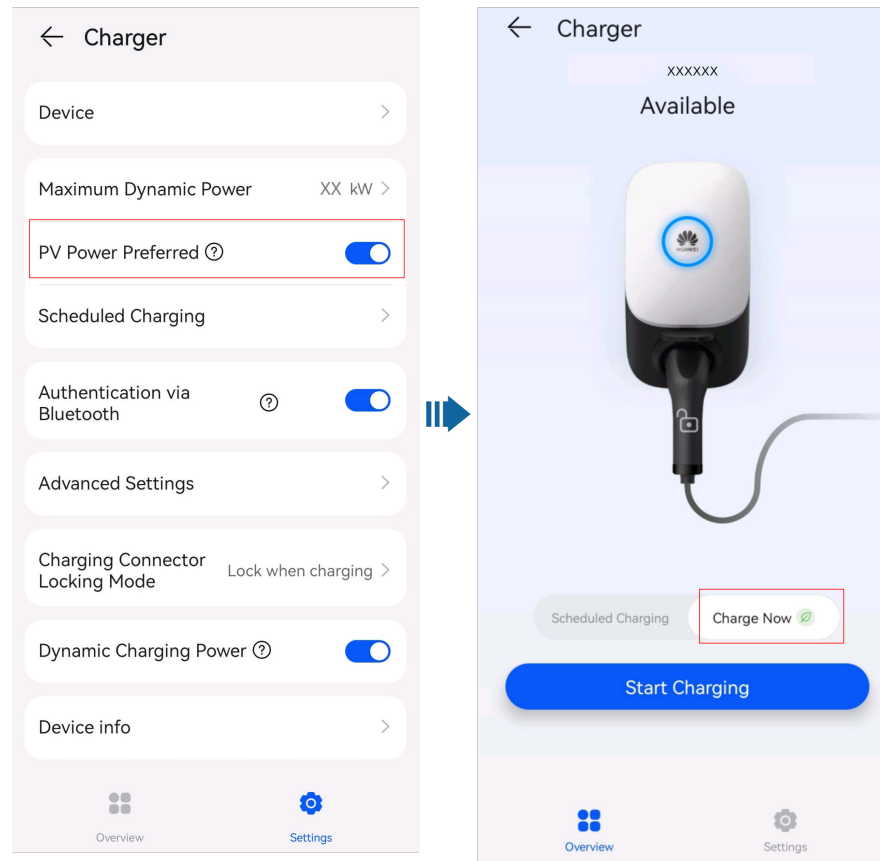 Charger
Device
Maximum Dynamic Power XX kW
PV Power Preferred ?
Scheduled Charging
Authentication via
Bluetooth ?
Advanced Settings
Charging Connector
Locking Mode Lock when charging
Dynamic Charging Power ?
Device info
Overview Settings
Charger
XXXXXX
Available
HUAWEI
Scheduled Charging Charge Now
Start Charging
Overview Settings